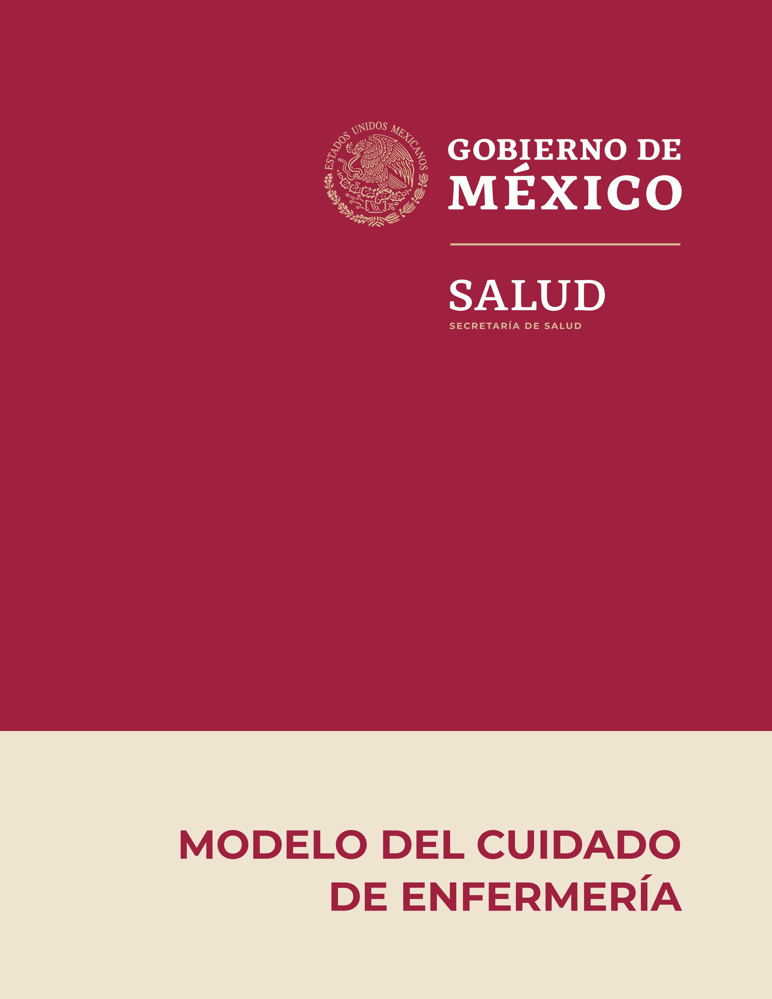 ESTADOS UNIDOS MEXICANOS
GOBIERNO DE
MÉXICO
SALUD
SECRETARÍA DE SALUD
MODELO DEL CUIDADO
DE ENFERMERÍA